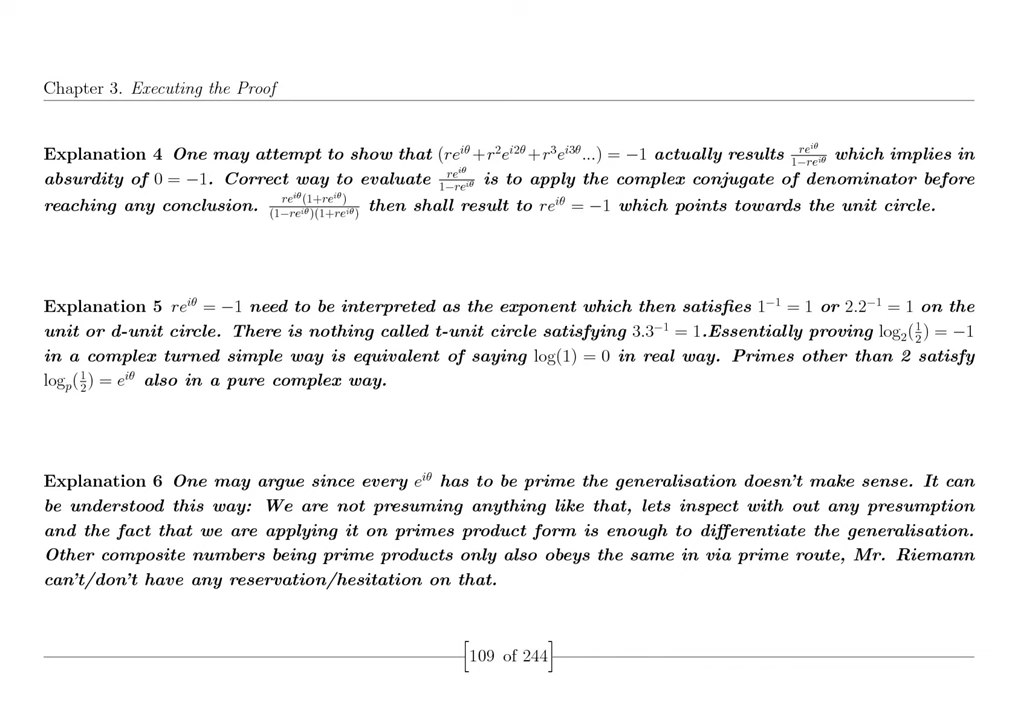 Chapter 3. Executing the Proof
Explanation 4 One may attempt to show that (re^{iθ}+r^2e^{i2θ}+r^3e^{i3θ}...) = −1 actually results \frac{re^{iθ}}{1−re^{iθ}} which implies in
absurdity of 0 = −1. Correct way to evaluate \frac{re^{iθ}}{1−re^{iθ}} is to apply the complex conjugate of denominator before
reaching any conclusion. \frac{re^{iθ}(1+re^{iθ})}{(1−re^{iθ})(1+re^{iθ})} then shall result to re^{iθ} = −1 which points towards the unit circle.
Explanation 5 re^{iθ} = −1 need to be interpreted as the exponent which then satisfies 1^{−1} = 1 or 2.2^{−1} = 1 on the
unit or d-unit circle. There is nothing called t-unit circle satisfying 3.3^{−1} = 1.Essentially proving log_2(\frac{1}{2}) = −1
in a complex turned simple way is equivalent of saying log(1) = 0 in real way. Primes other than 2 satisfy
log_p(\frac{1}{2}) = e^{iθ} also in a pure complex way.
Explanation 6 One may argue since every e^{iθ} has to be prime the generalisation doesn't make sense. It can
be understood this way: We are not presuming anything like that, lets inspect with out any presumption
and the fact that we are applying it on primes product form is enough to differentiate the generalisation.
Other composite numbers being prime products only also obeys the same in via prime route, Mr. Riemann
can't/don't have any reservation/hesitation on that.
[109 of 244]